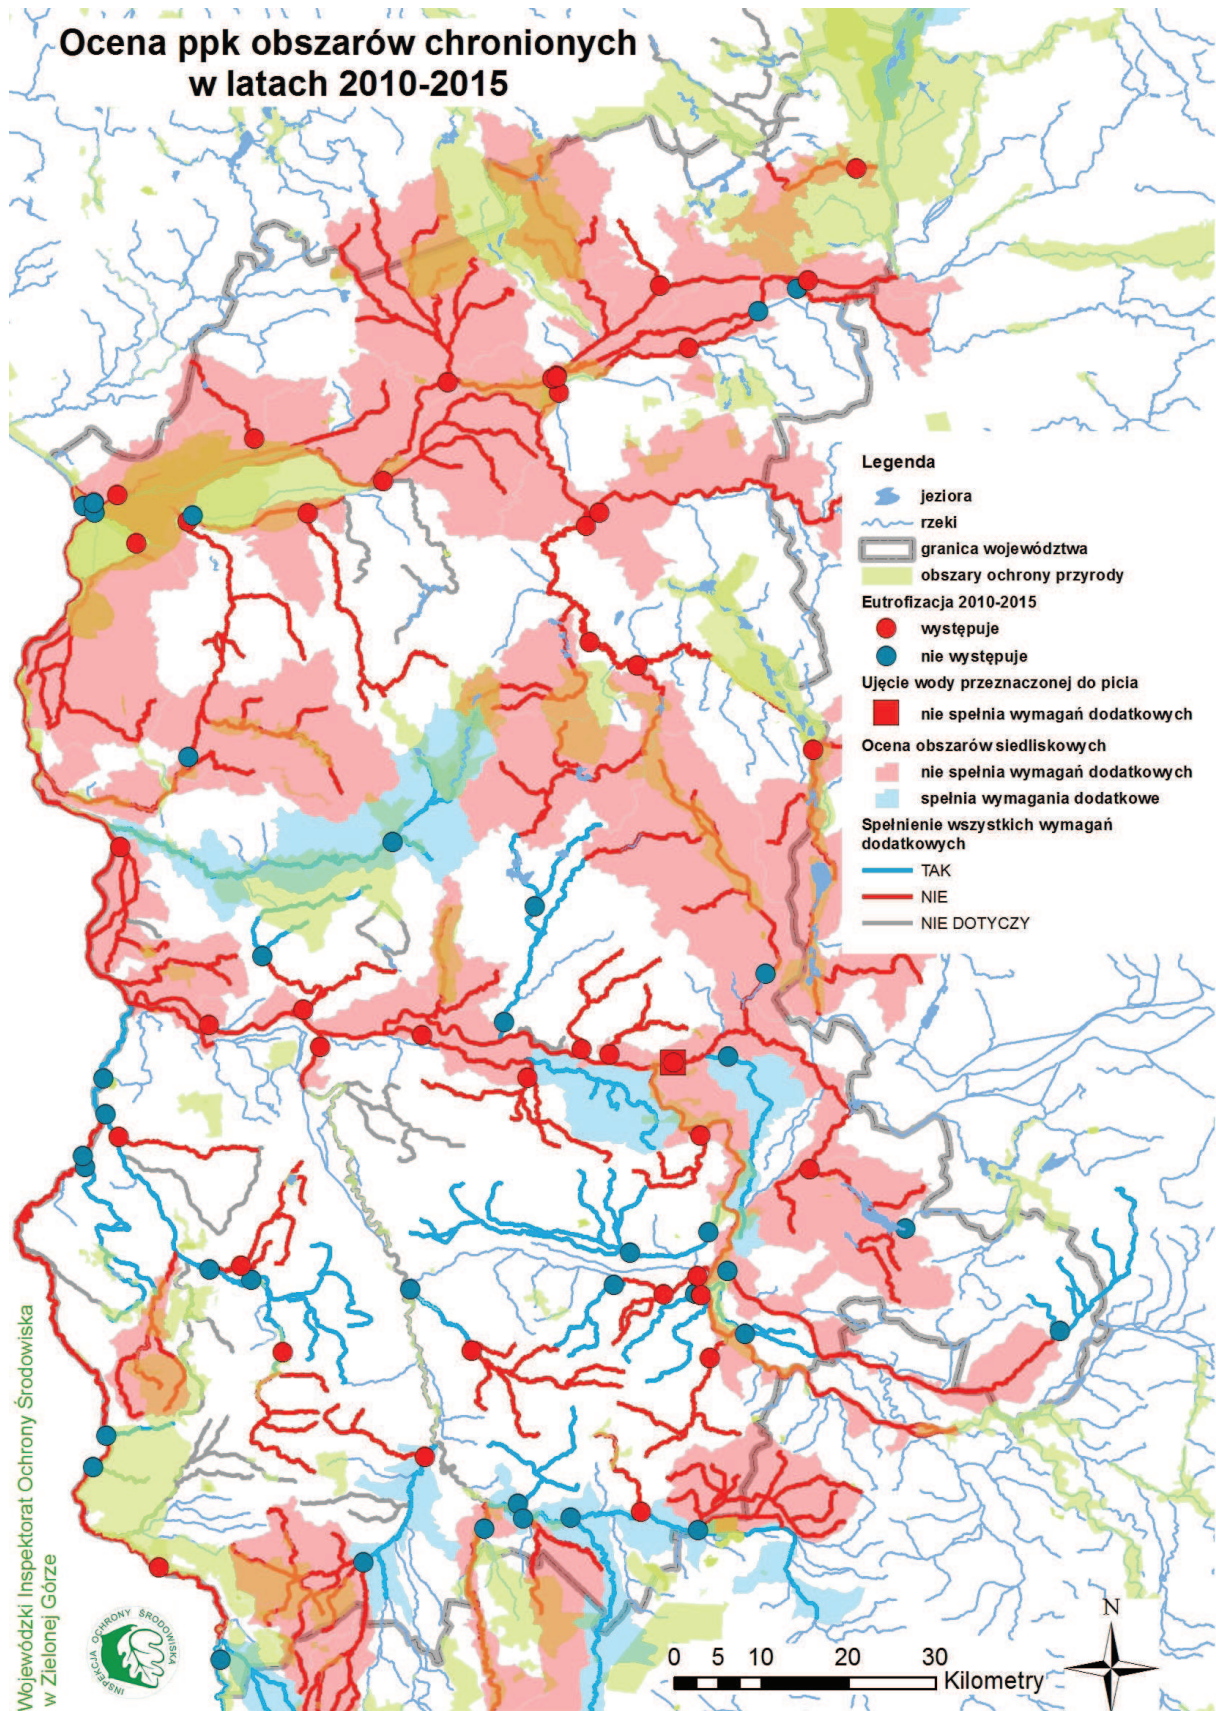 Ocena ppk obszarów chronionych
w latach 2010-2015
Legenda
jeziora
rzeki
granica województwa
obszary ochrony przyrody
Eutrofizacja 2010-2015
występuje
nie występuje
Ujęcie wody przeznaczonej do picia
nie spełnia wymagań dodatkowych
Ocena obszarów siedliskowych
nie spełnia wymagań dodatkowych
spełnia wymagania dodatkowe
Spełnienie wszystkich wymagań
dodatkowych
TAK
NIE
NIE DOTYCZY
Wojewódzki Inspektorat Ochrony Środowiska
w Zielonej Górze
INSPEKCJA OCHRONY ŚRODOWISKA
0 5 10 20 30
Kilometry
N